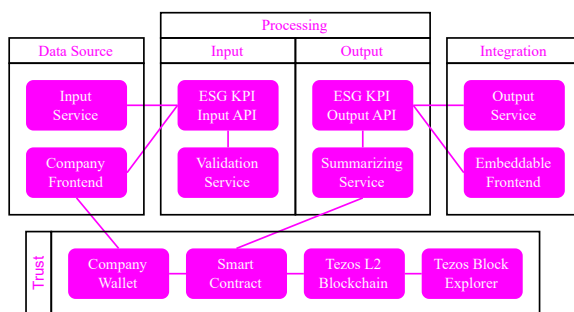 Processing
Data Source
Input
Output
Integration
Input
Service
ESG KPI
Input API
ESG KPI
Output API
Output
Service
Company
Frontend
Validation
Service
Summarizing
Service
Embeddable
Frontend
Trust
Company
Wallet
Smart
Contract
Tezos L2
Blockchain
Tezos Block
Explorer